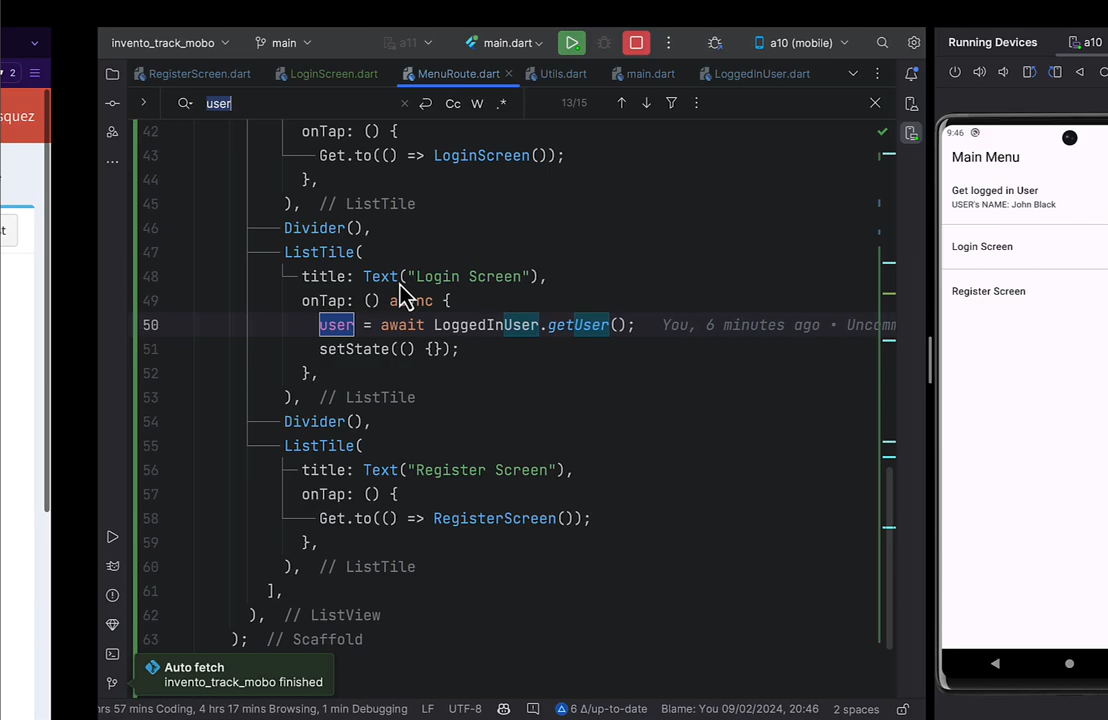 2
squez
st
invento_track_mobo
main
a11
main.dart
a10 (mobile)
Running Devices
a10
RegisterScreen.dart
LoginScreen.dart
MenuRoute.dart
Utils.dart
main.dart
LoggedInUser.dart
user
Cc W .*
13/15
42 onTap: () {
43 Get.to(() => LoginScreen());
44 },
45 ), // ListTile
46 Divider(),
47 ListTile(
48 title: Text("Login Screen"),
49 onTap: () async {
50 user = await LoggedInUser.getUser(); You, 6 minutes ago • Uncomm
51 setState(() {});
52 },
53 ), // ListTile
54 Divider(),
55 ListTile(
56 title: Text("Register Screen"),
57 onTap: () {
58 Get.to(() => RegisterScreen());
59 },
60 ), // ListTile
61 ],
62 ), // ListView
63 ); // Scaffold
Auto fetch
invento_track_mobo finished
hrs 57 mins Coding, 4 hrs 17 mins Browsing, 1 min Debugging
LF
UTF-8
6 Δ/up-to-date
Blame: You 09/02/2024, 20:46
2 spaces
9:46
Main Menu
Get logged in User
USER's NAME: John Black
Login Screen
Register Screen